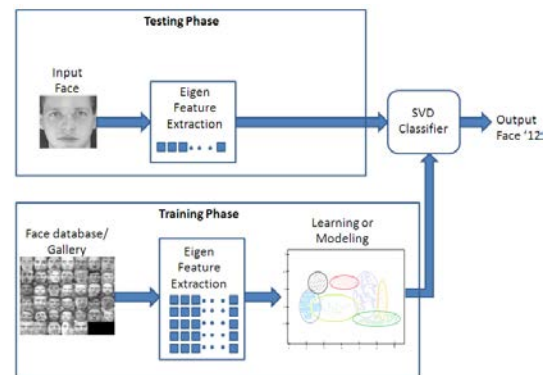 Testing Phase
Input
Face
Eigen
Feature
Extraction
SVD
Classifier
Output
Face '12:
Training Phase
Face database/
Gallery
Eigen
Feature
Extraction
Learning or
Modeling